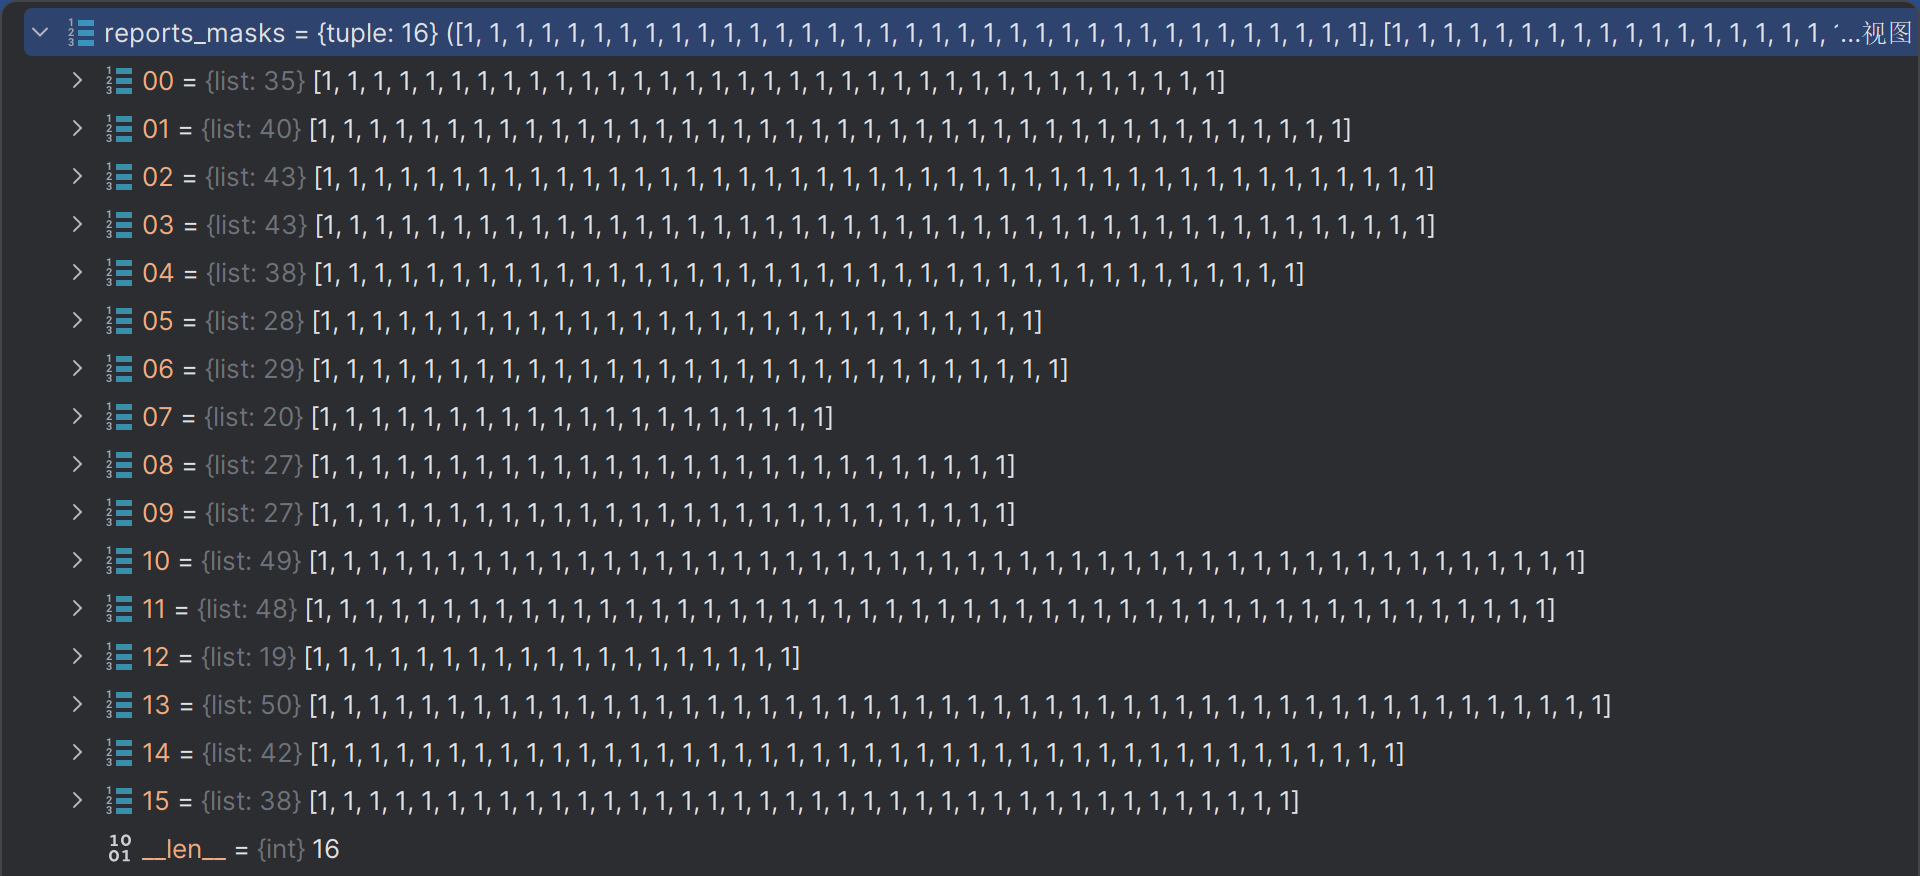 reports_masks = {tuple: 16} ([1, 1, 1, 1, 1, 1, 1, 1, 1, 1, 1, 1, 1, 1, 1, 1, 1, 1, 1, 1, 1, 1, 1, 1, 1, 1, 1, 1, 1, 1, 1, 1, 1, 1, 1], [1, 1, 1, 1, 1, 1, 1, 1, 1, 1, 1, 1, 1, 1, 1, 1, 1, ...视图
00 = {list: 35} [1, 1, 1, 1, 1, 1, 1, 1, 1, 1, 1, 1, 1, 1, 1, 1, 1, 1, 1, 1, 1, 1, 1, 1, 1, 1, 1, 1, 1, 1, 1, 1, 1, 1, 1]
01 = {list: 40} [1, 1, 1, 1, 1, 1, 1, 1, 1, 1, 1, 1, 1, 1, 1, 1, 1, 1, 1, 1, 1, 1, 1, 1, 1, 1, 1, 1, 1, 1, 1, 1, 1, 1, 1, 1, 1, 1, 1, 1]
02 = {list: 43} [1, 1, 1, 1, 1, 1, 1, 1, 1, 1, 1, 1, 1, 1, 1, 1, 1, 1, 1, 1, 1, 1, 1, 1, 1, 1, 1, 1, 1, 1, 1, 1, 1, 1, 1, 1, 1, 1, 1, 1, 1, 1, 1]
03 = {list: 43} [1, 1, 1, 1, 1, 1, 1, 1, 1, 1, 1, 1, 1, 1, 1, 1, 1, 1, 1, 1, 1, 1, 1, 1, 1, 1, 1, 1, 1, 1, 1, 1, 1, 1, 1, 1, 1, 1, 1, 1, 1, 1, 1]
04 = {list: 38} [1, 1, 1, 1, 1, 1, 1, 1, 1, 1, 1, 1, 1, 1, 1, 1, 1, 1, 1, 1, 1, 1, 1, 1, 1, 1, 1, 1, 1, 1, 1, 1, 1, 1, 1, 1, 1, 1]
05 = {list: 28} [1, 1, 1, 1, 1, 1, 1, 1, 1, 1, 1, 1, 1, 1, 1, 1, 1, 1, 1, 1, 1, 1, 1, 1, 1, 1, 1, 1]
06 = {list: 29} [1, 1, 1, 1, 1, 1, 1, 1, 1, 1, 1, 1, 1, 1, 1, 1, 1, 1, 1, 1, 1, 1, 1, 1, 1, 1, 1, 1, 1]
07 = {list: 20} [1, 1, 1, 1, 1, 1, 1, 1, 1, 1, 1, 1, 1, 1, 1, 1, 1, 1, 1, 1]
08 = {list: 27} [1, 1, 1, 1, 1, 1, 1, 1, 1, 1, 1, 1, 1, 1, 1, 1, 1, 1, 1, 1, 1, 1, 1, 1, 1, 1, 1]
09 = {list: 27} [1, 1, 1, 1, 1, 1, 1, 1, 1, 1, 1, 1, 1, 1, 1, 1, 1, 1, 1, 1, 1, 1, 1, 1, 1, 1, 1]
10 = {list: 49} [1, 1, 1, 1, 1, 1, 1, 1, 1, 1, 1, 1, 1, 1, 1, 1, 1, 1, 1, 1, 1, 1, 1, 1, 1, 1, 1, 1, 1, 1, 1, 1, 1, 1, 1, 1, 1, 1, 1, 1, 1, 1, 1, 1, 1, 1, 1, 1, 1]
11 = {list: 48} [1, 1, 1, 1, 1, 1, 1, 1, 1, 1, 1, 1, 1, 1, 1, 1, 1, 1, 1, 1, 1, 1, 1, 1, 1, 1, 1, 1, 1, 1, 1, 1, 1, 1, 1, 1, 1, 1, 1, 1, 1, 1, 1, 1, 1, 1, 1, 1]
12 = {list: 19} [1, 1, 1, 1, 1, 1, 1, 1, 1, 1, 1, 1, 1, 1, 1, 1, 1, 1, 1]
13 = {list: 50} [1, 1, 1, 1, 1, 1, 1, 1, 1, 1, 1, 1, 1, 1, 1, 1, 1, 1, 1, 1, 1, 1, 1, 1, 1, 1, 1, 1, 1, 1, 1, 1, 1, 1, 1, 1, 1, 1, 1, 1, 1, 1, 1, 1, 1, 1, 1, 1, 1, 1]
14 = {list: 42} [1, 1, 1, 1, 1, 1, 1, 1, 1, 1, 1, 1, 1, 1, 1, 1, 1, 1, 1, 1, 1, 1, 1, 1, 1, 1, 1, 1, 1, 1, 1, 1, 1, 1, 1, 1, 1, 1, 1, 1, 1, 1]
15 = {list: 38} [1, 1, 1, 1, 1, 1, 1, 1, 1, 1, 1, 1, 1, 1, 1, 1, 1, 1, 1, 1, 1, 1, 1, 1, 1, 1, 1, 1, 1, 1, 1, 1, 1, 1, 1, 1, 1, 1]
__len__ = {int} 16